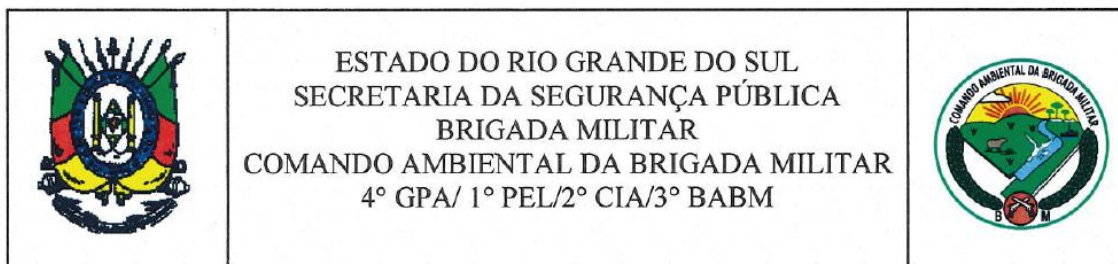 ESTADO DO RIO GRANDE DO SUL
SECRETARIA DA SEGURANÇA PÚBLICA
BRIGADA MILITAR
COMANDO AMBIENTAL DA BRIGADA MILITAR
4° GPA/ 1° PEL/2° CIA/3° BABM
COMANDO AMBIENTAL DA BRIGADA MILITAR
B M